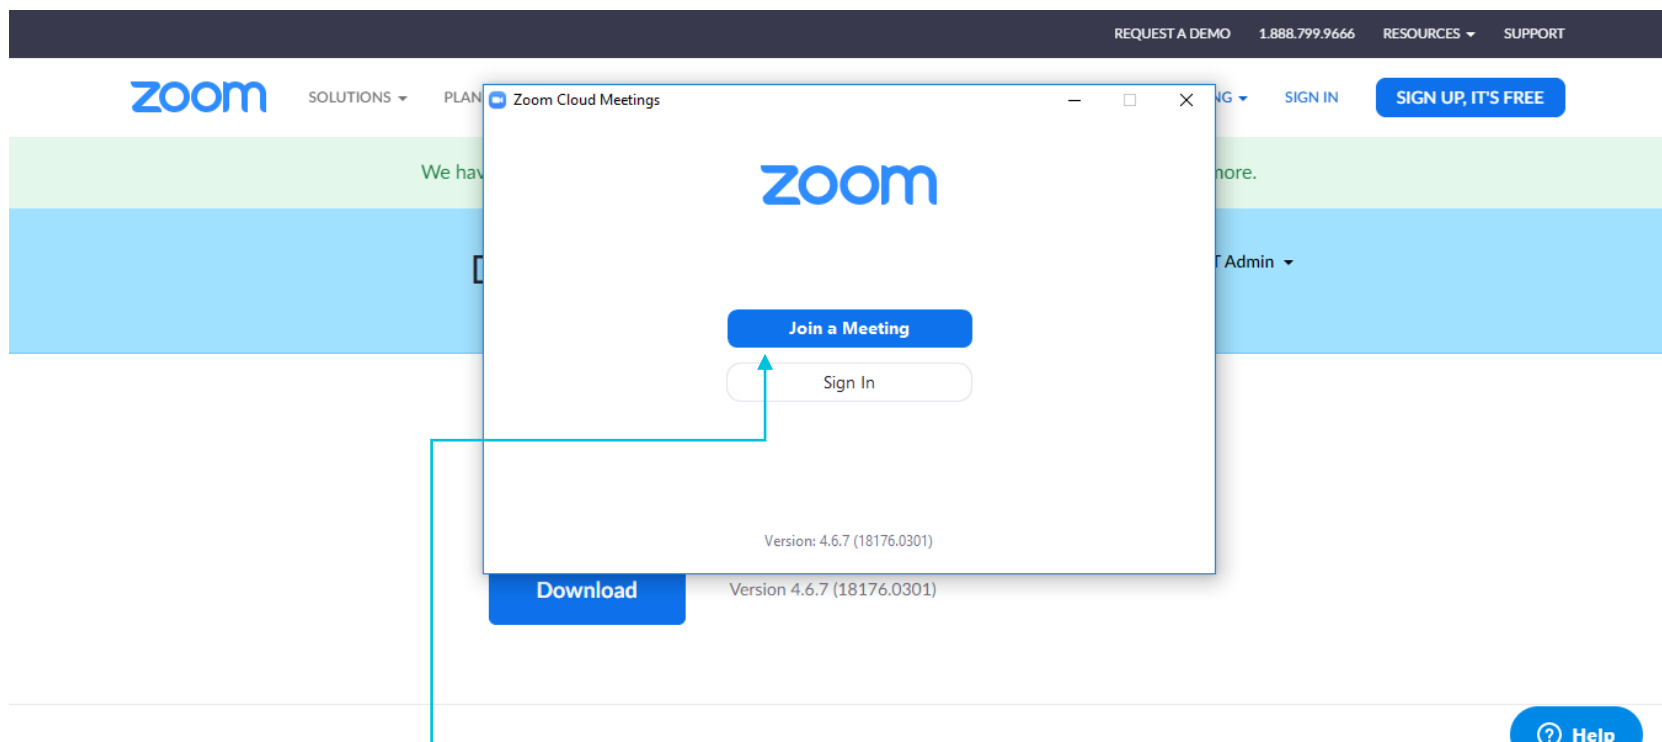 REQUEST A DEMO 1.888.799.9666 RESOURCES SUPPORT
zoom SOLUTIONS PLAN Zoom Cloud Meetings NG SIGN IN SIGN UP, IT'S FREE
We hav more.
zoom
T Admin
Join a Meeting
Sign In
Version: 4.6.7 (18176.0301)
Download Version 4.6.7 (18176.0301)
Help